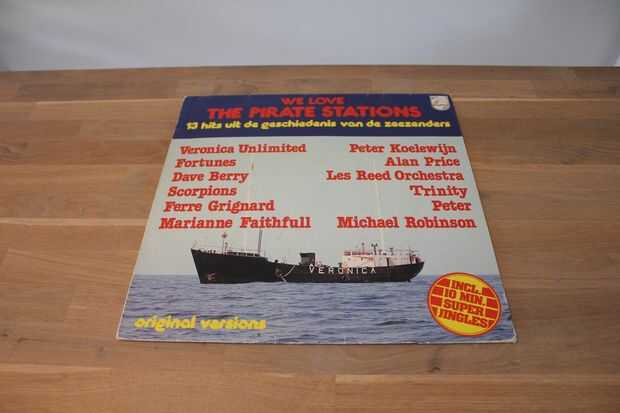 WE LOVE
THE PIRATE STATIONS
13 hits uit de geschiedenis van de zeezenders
Veronica Unlimited
Peter Koelewijn
Fortunes
Alan Price
Dave Berry
Les Reed Orchestra
Scorpions
Trinity
Ferre Grignard
Peter
Marianne Faithfull
Michael Robinson
VERONICA
INCL.
10 MIN.
SUPER
JINGLES!
original versions